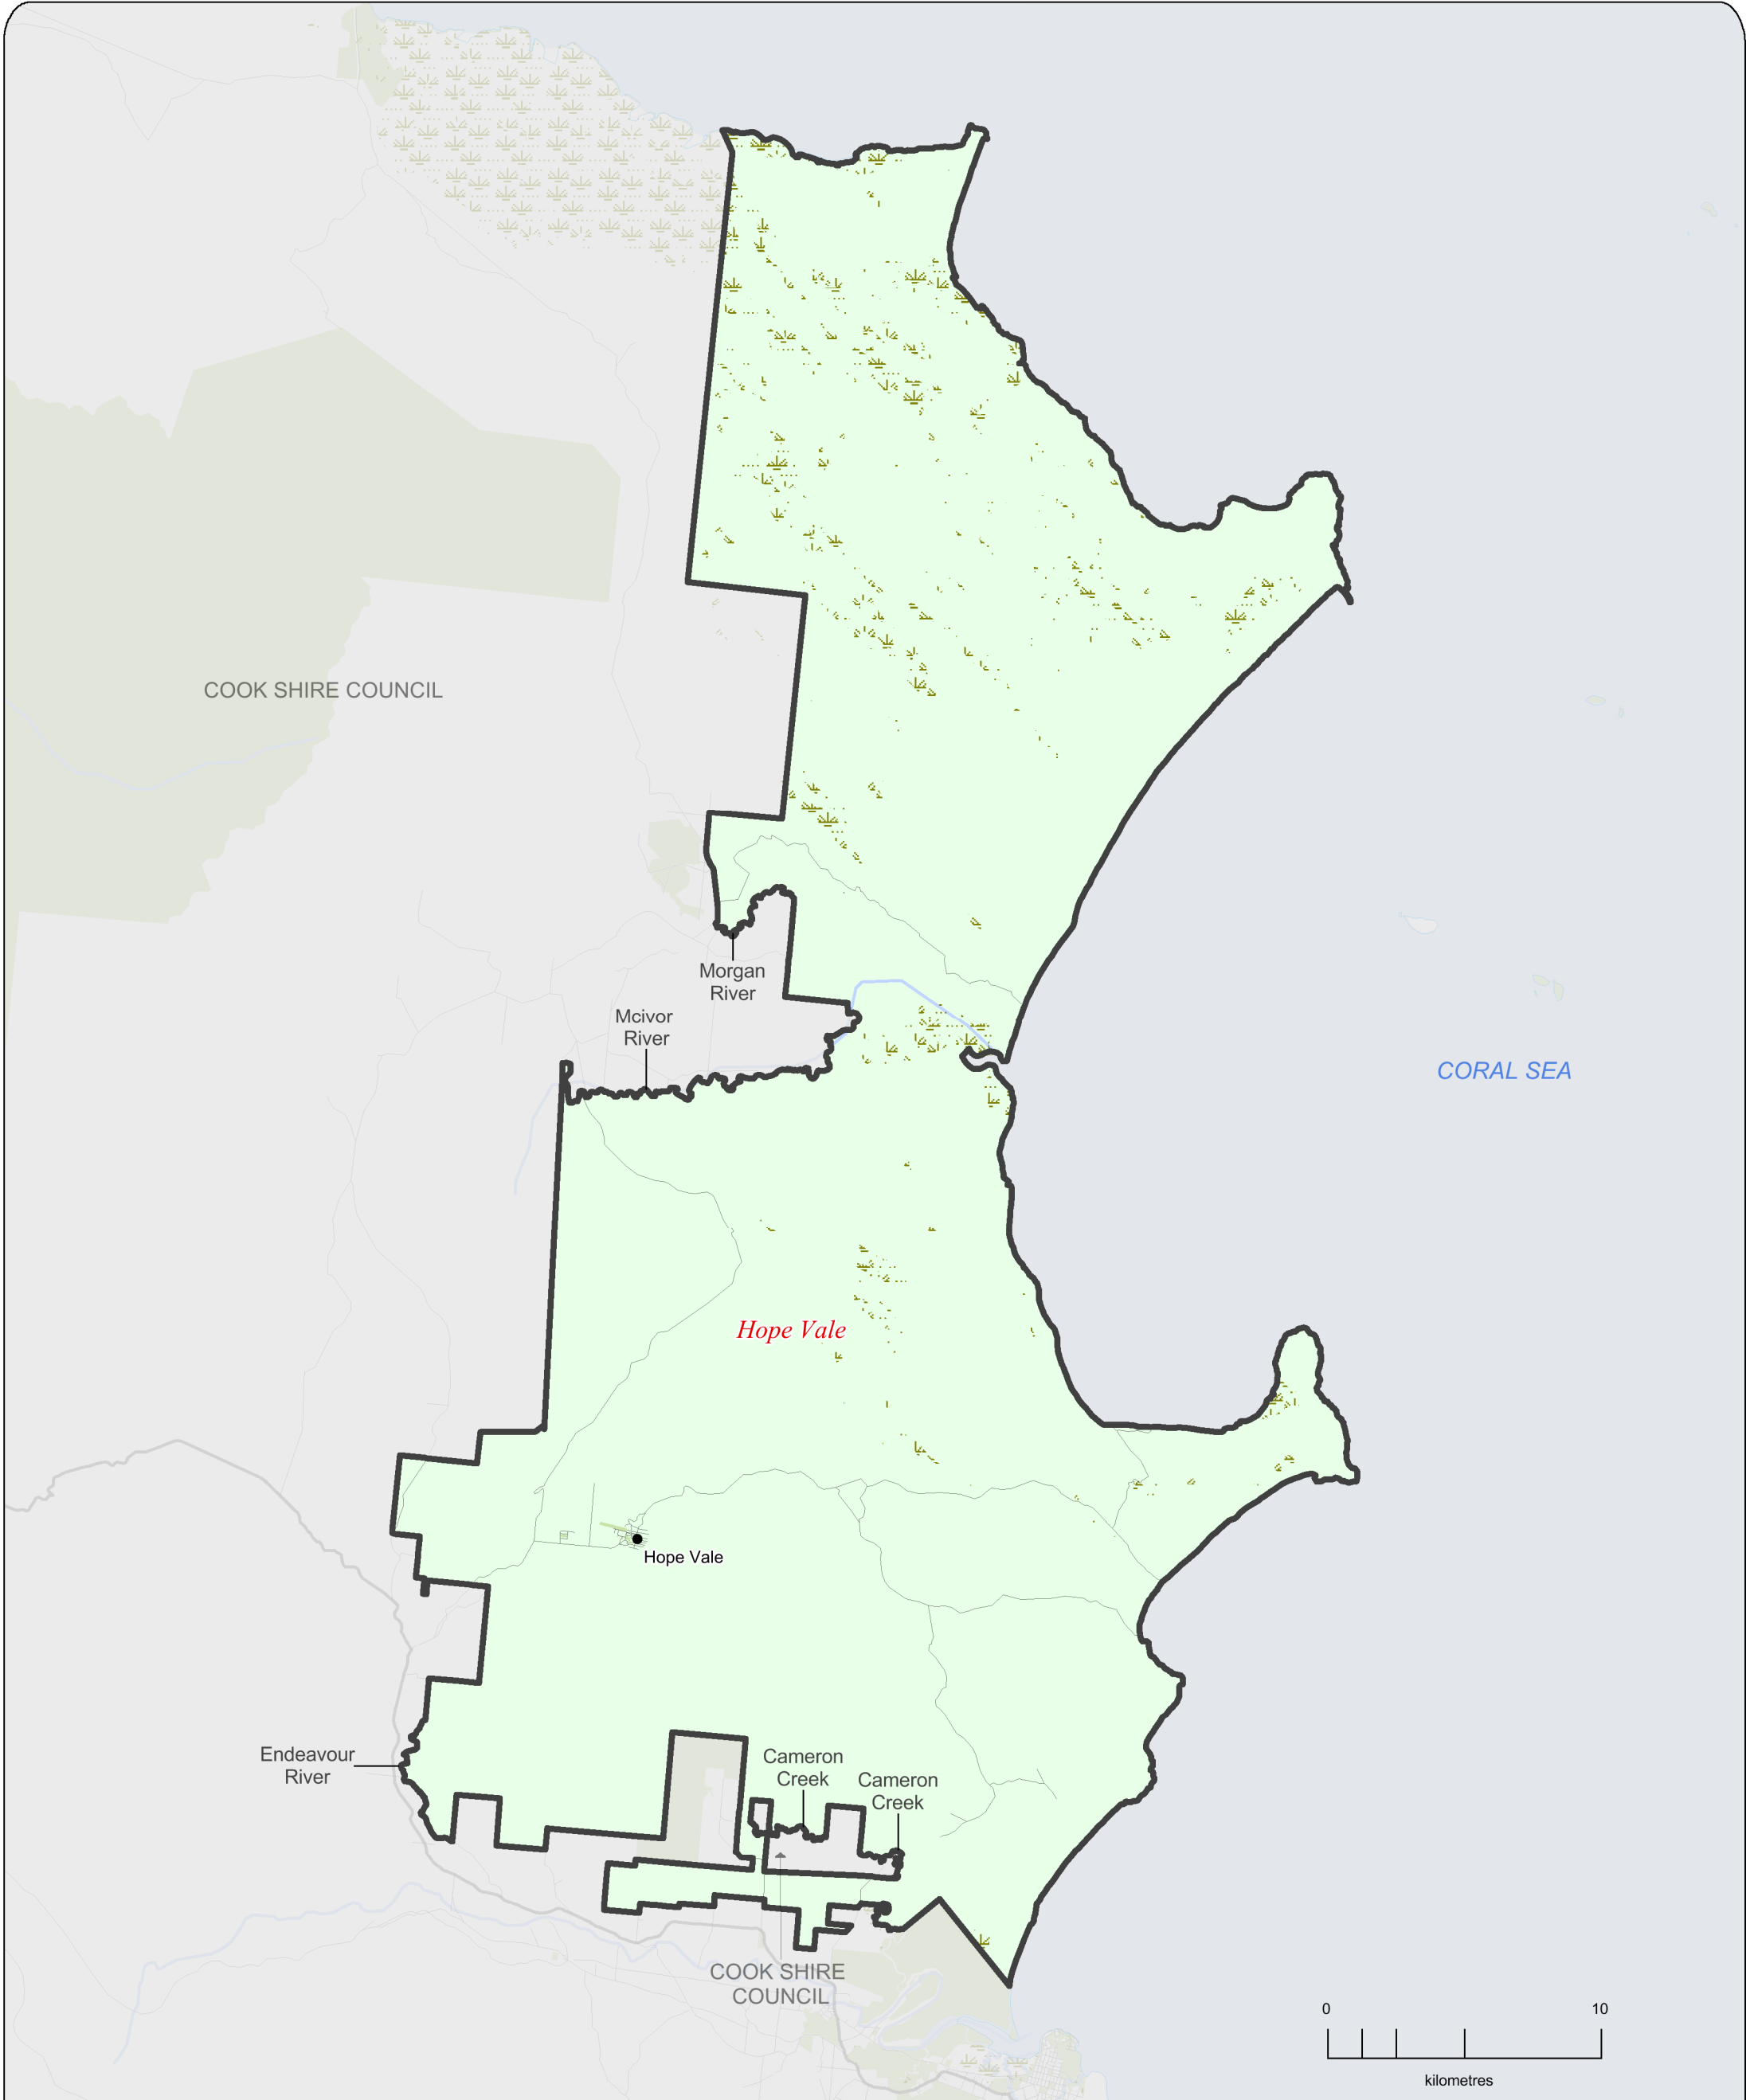 COOK SHIRE COUNCIL
Morgan
River
Mcivor
River
CORAL SEA
Hope Vale
Hope Vale
Endeavour
River
Cameron
Creek
Cameron
Creek
COOK SHIRE
COUNCIL
0 10
kilometres